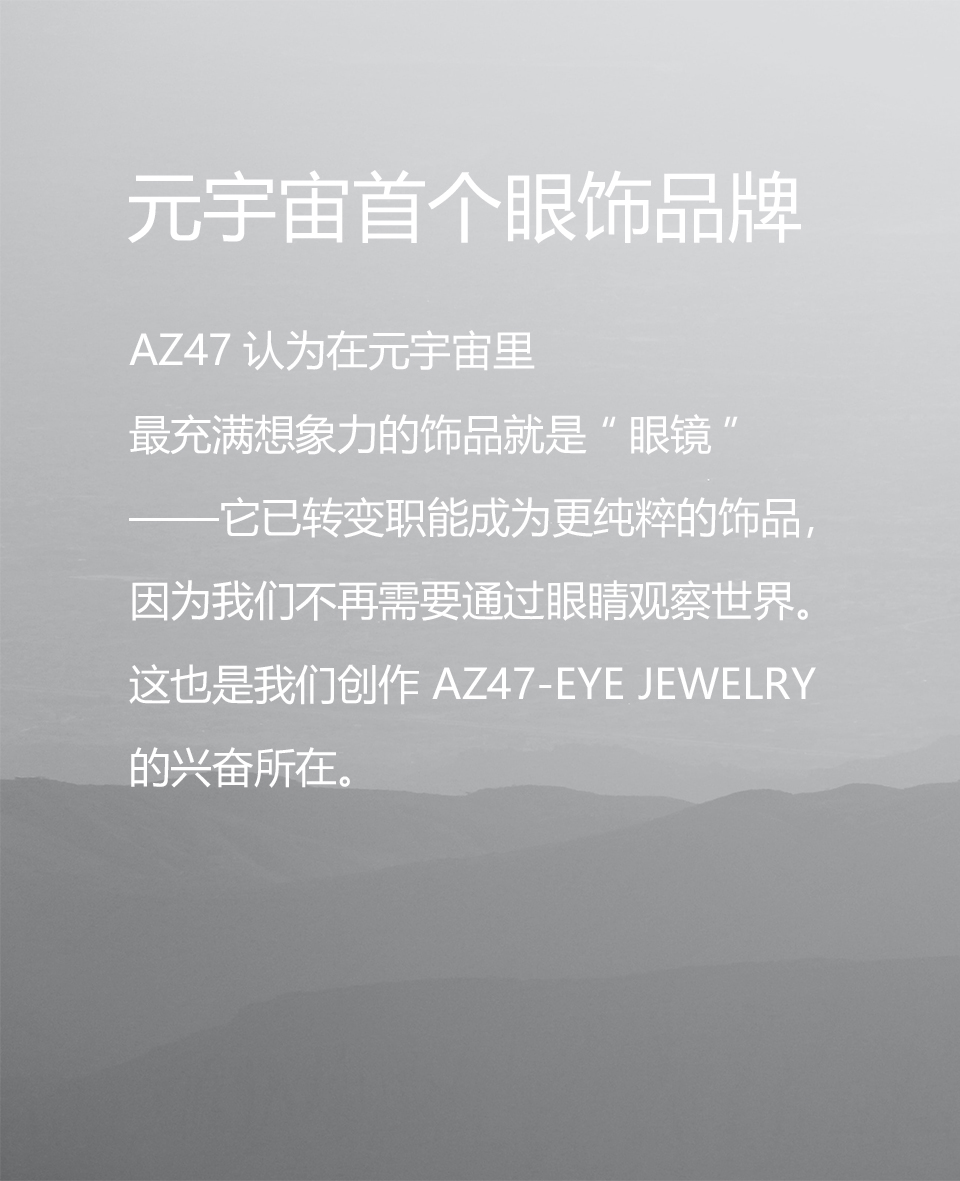 元宇宙首个眼饰品牌
AZ47 认为在元宇宙里
最充满想象力的饰品就是 “ 眼镜 ”
——它已转变职能成为更纯粹的饰品，
因为我们不再需要通过眼睛观察世界。
这也是我们创作 AZ47-EYE JEWELRY
的兴奋所在。